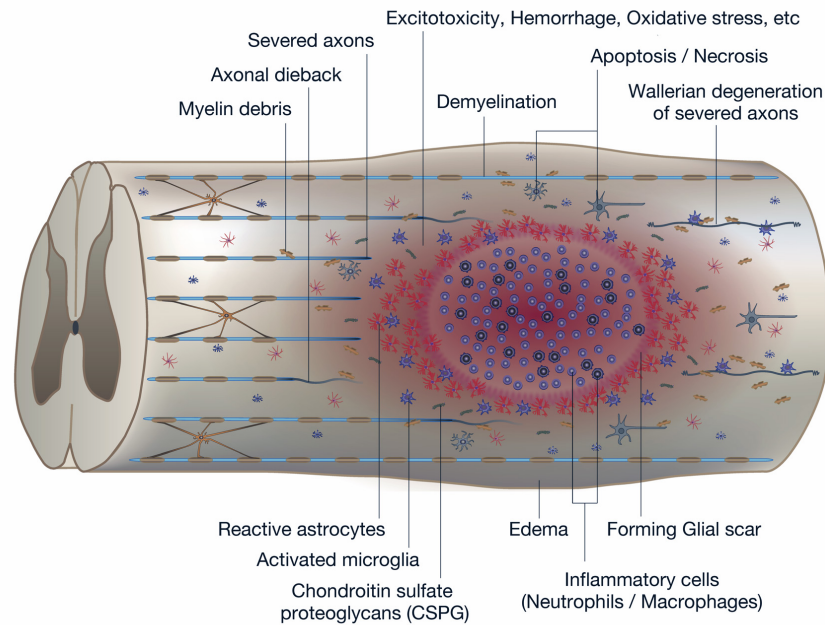 Excitotoxicity, Hemorrhage, Oxidative stress, etc
Severed axons
Apoptosis / Necrosis
Axonal dieback
Wallerian degeneration
of severed axons
Myelin debris
Demyelination
Reactive astrocytes
Edema
Forming Glial scar
Activated microglia
Chondroitin sulfate
proteoglycans (CSPG)
Inflammatory cells
(Neutrophils / Macrophages)